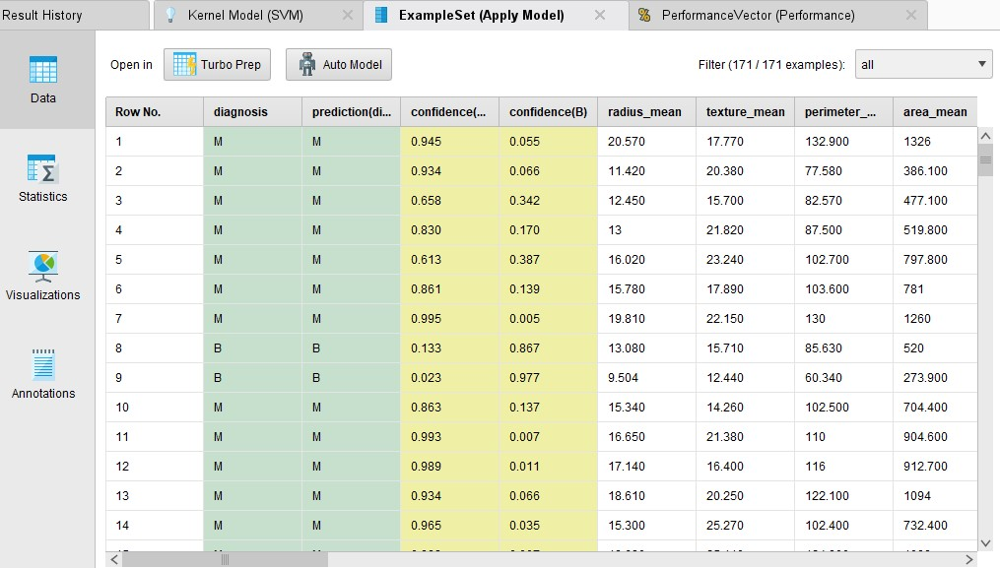 Result History Kernel Model (SVM) ExampleSet (Apply Model) PerformanceVector (Performance)
Open in Turbo Prep Auto Model Filter (171 / 171 examples): all
Data
Statistics
Visualizations
Annotations
Row No. diagnosis prediction(di... confidence(... confidence(B) radius_mean texture_mean perimeter_... area_mean
1 M M 0.945 0.055 20.570 17.770 132.900 1326
2 M M 0.934 0.066 11.420 20.380 77.580 386.100
3 M M 0.658 0.342 12.450 15.700 82.570 477.100
4 M M 0.830 0.170 13 21.820 87.500 519.800
5 M M 0.613 0.387 16.020 23.240 102.700 797.800
6 M M 0.861 0.139 15.780 17.890 103.600 781
7 M M 0.995 0.005 19.810 22.150 130 1260
8 B B 0.133 0.867 13.080 15.710 85.630 520
9 B B 0.023 0.977 9.504 12.440 60.340 273.900
10 M M 0.863 0.137 15.340 14.260 102.500 704.400
11 M M 0.993 0.007 16.650 21.380 110 904.600
12 M M 0.989 0.011 17.140 16.400 116 912.700
13 M M 0.934 0.066 18.610 20.250 122.100 1094
14 M M 0.965 0.035 15.300 25.270 102.400 732.400